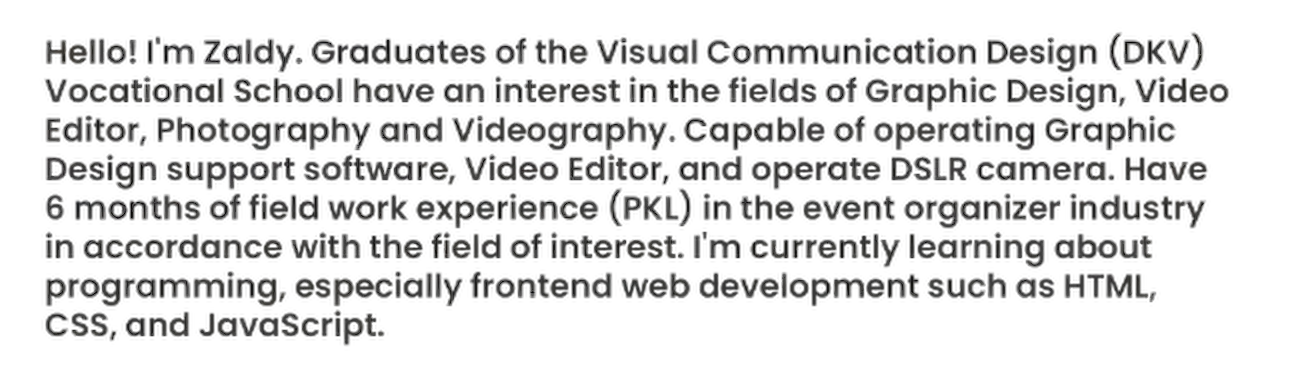 Hello! I'm Zaldy. Graduates of the Visual Communication Design (DKV)
Vocational School have an interest in the fields of Graphic Design, Video
Editor, Photography and Videography. Capable of operating Graphic
Design support software, Video Editor, and operate DSLR camera. Have
6 months of field work experience (PKL) in the event organizer industry
in accordance with the field of interest. I'm currently learning about
programming, especially frontend web development such as HTML,
CSS, and JavaScript.